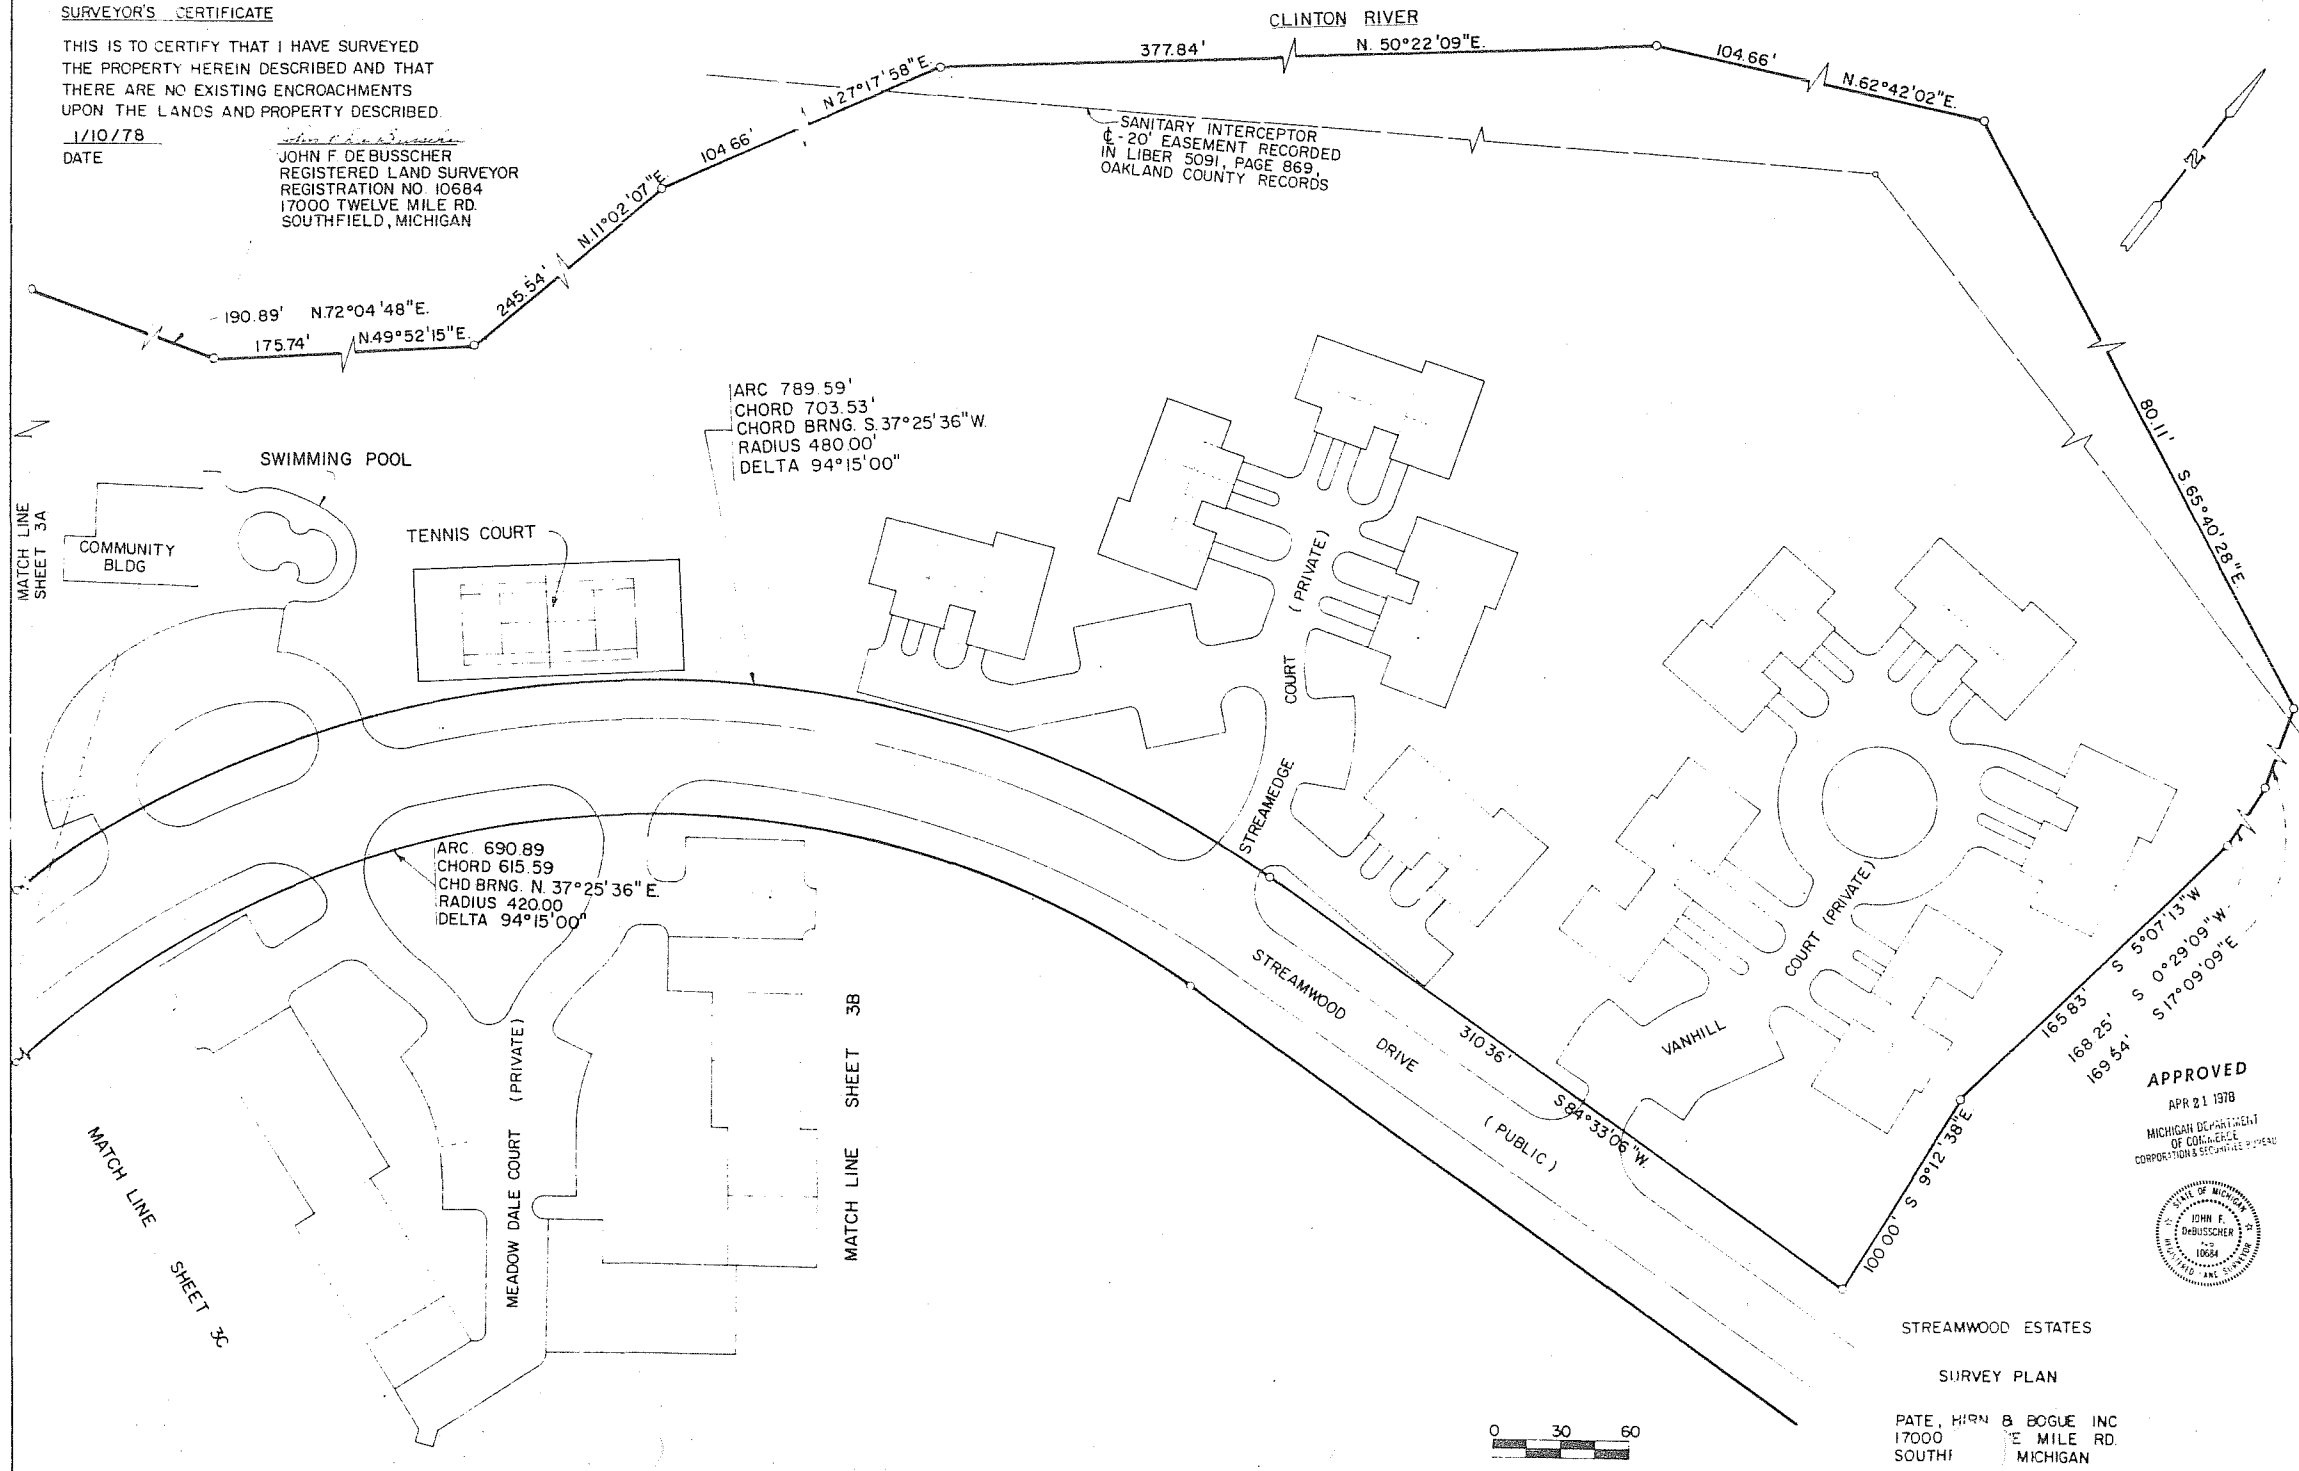 SURVEYOR'S CERTIFICATE
THIS IS TO CERTIFY THAT I HAVE SURVEYED
THE PROPERTY HEREIN DESCRIBED AND THAT
THERE ARE NO EXISTING ENCROACHMENTS
UPON THE LANDS AND PROPERTY DESCRIBED.
1/10/78
DATE
JOHN F. DE BUSSCHER
REGISTERED LAND SURVEYOR
REGISTRATION NO. 10684
17000 TWELVE MILE RD.
SOUTHFIELD, MICHIGAN
CLINTON RIVER
377.84'
N. 50°22'09"E.
104.66'
N.62°42'02"E.
N 27°17'58"E.
104 66'
N.11°02'07"E.
245.54'
190.89' N.72°04'48"E.
175.74'
N.49°52'15"E.
SANITARY INTERCEPTOR
℄ - 20' EASEMENT RECORDED
IN LIBER 5091, PAGE 869,
OAKLAND COUNTY RECORDS
N
80.11'
S. 65°40'28"E.
ARC 789.59'
CHORD 703.53'
CHORD BRNG. S. 37°25'36"W.
RADIUS 480.00'
DELTA 94°15'00"
MATCH LINE
SHEET 3A
SWIMMING POOL
COMMUNITY
BLDG
TENNIS COURT
STREAMEDGE COURT (PRIVATE)
ARC. 690.89
CHORD 615.59
CHD BRNG. N. 37°25'36" E.
RADIUS 420.00
DELTA 94°15'00"
MEADOW DALE COURT (PRIVATE)
MATCH LINE SHEET 3B
MATCH LINE SHEET 3C
STREAMWOOD DRIVE (PUBLIC)
310.36'
S 84°33'06"W.
VANHILL COURT (PRIVATE)
165.83' S 5°07'13"W
168 25' S 0°29'09"W.
169.54' S 17°09'09"E
100.00' S 9°12'38"E
APPROVED
APR 21 1978
MICHIGAN DEPARTMENT
OF COMMERCE
CORPORATION & SECURITIES BUREAU
STATE OF MICHIGAN
JOHN F.
DeBUSSCHER
NO
10684
REGISTERED LAND SURVEYOR
STREAMWOOD ESTATES
SURVEY PLAN
PATE, HIRN & BOGUE INC
17000 E MILE RD.
SOUTHF MICHIGAN
0 30 60